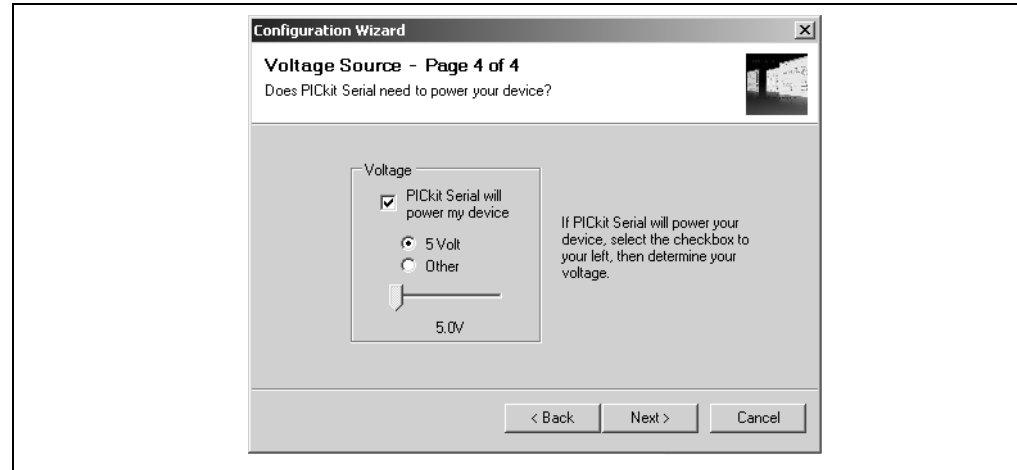 Configuration Wizard
Voltage Source - Page 4 of 4
Does PICkit Serial need to power your device?
Voltage
PICkit Serial will
power my device
5 Volt
Other
5.0V
If PICkit Serial will power your
device, select the checkbox to
your left, then determine your
voltage.
< Back
Next >
Cancel